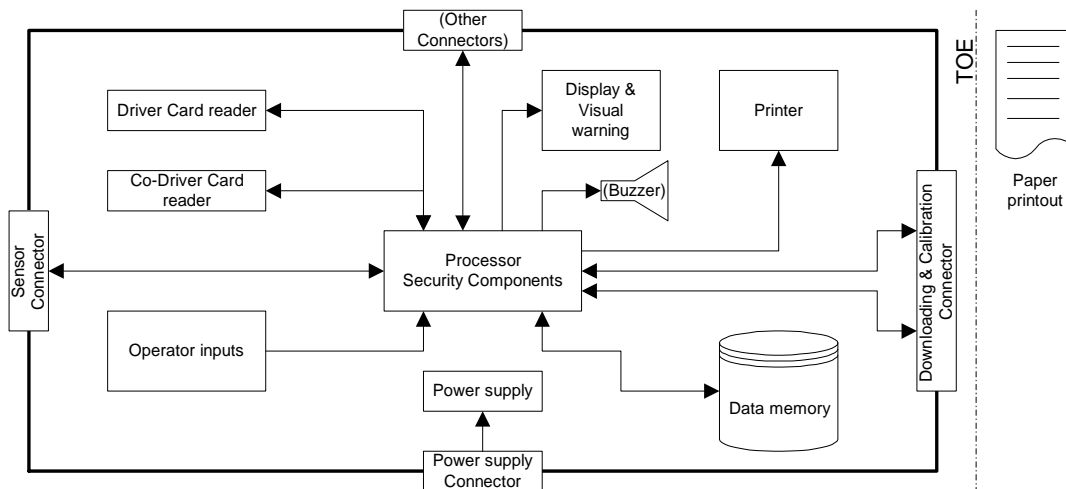 (Other
Connectors)
TOE
Driver Card reader
Display &
Visual
warning
Printer
Co-Driver Card
reader
(Buzzer)
Paper
printout
Sensor
Connector
Processor
Security Components
Downloading & Calibration
Connector
Operator inputs
Power supply
Data memory
Power supply
Connector